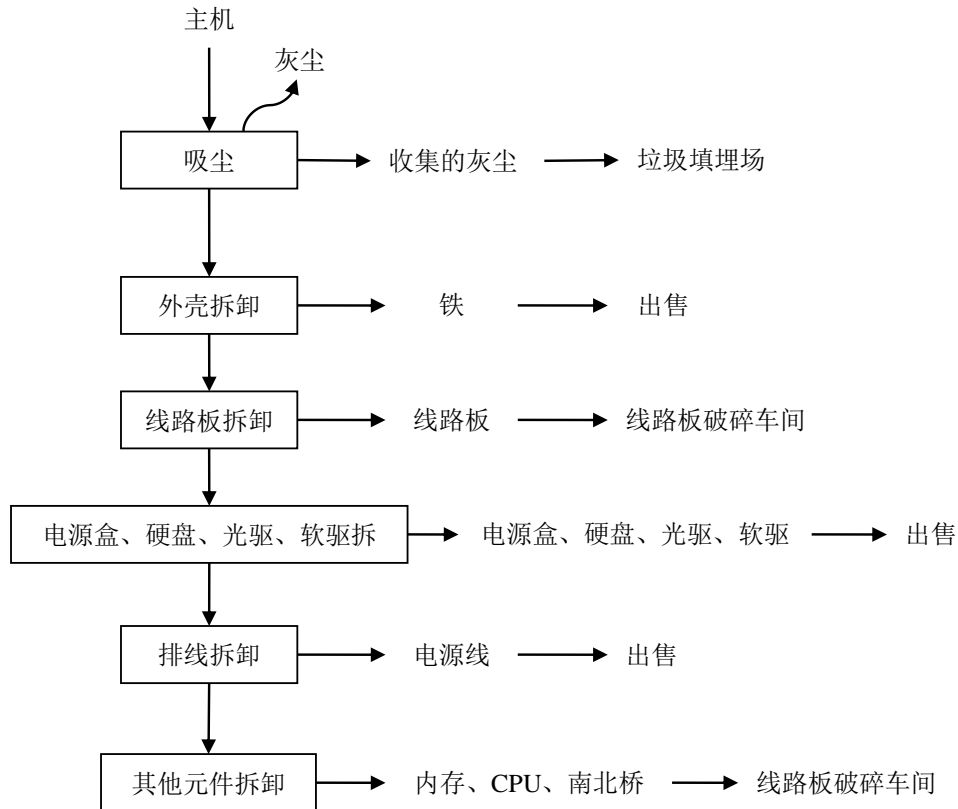 主机
灰尘
吸尘
收集的灰尘
垃圾填埋场
外壳拆卸
铁
出售
线路板拆卸
线路板
线路板破碎车间
电源盒、硬盘、光驱、软驱拆
电源盒、硬盘、光驱、软驱
出售
排线拆卸
电源线
出售
其他元件拆卸
内存、CPU、南北桥
线路板破碎车间